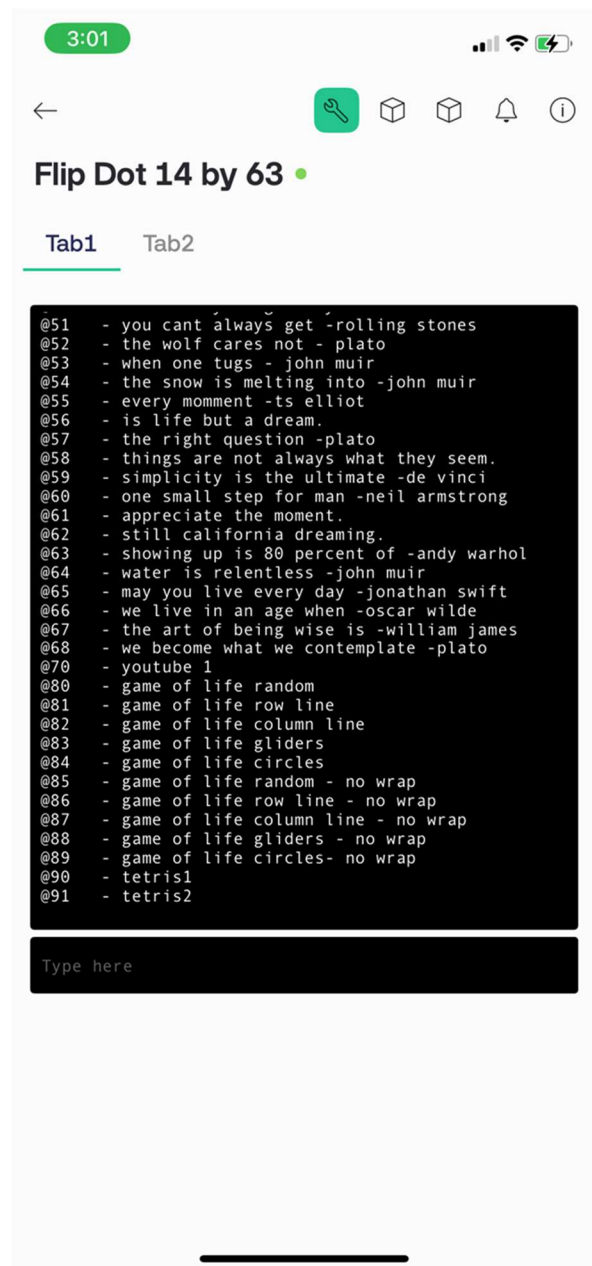 3:01
Flip Dot 14 by 63
Tab1 Tab2
@51 - you cant always get -rolling stones
@52 - the wolf cares not - plato
@53 - when one tugs - john muir
@54 - the snow is melting into -john muir
@55 - every momment -ts elliot
@56 - is life but a dream.
@57 - the right question -plato
@58 - things are not always what they seem.
@59 - simplicity is the ultimate -de vinci
@60 - one small step for man -neil armstrong
@61 - appreciate the moment.
@62 - still california dreaming.
@63 - showing up is 80 percent of -andy warhol
@64 - water is relentless -john muir
@65 - may you live every day -jonathan swift
@66 - we live in an age when -oscar wilde
@67 - the art of being wise is -william james
@68 - we become what we contemplate -plato
@70 - youtube 1
@80 - game of life random
@81 - game of life row line
@82 - game of life column line
@83 - game of life gliders
@84 - game of life circles
@85 - game of life random - no wrap
@86 - game of life row line - no wrap
@87 - game of life column line - no wrap
@88 - game of life gliders - no wrap
@89 - game of life circles- no wrap
@90 - tetris1
@91 - tetris2
Type here